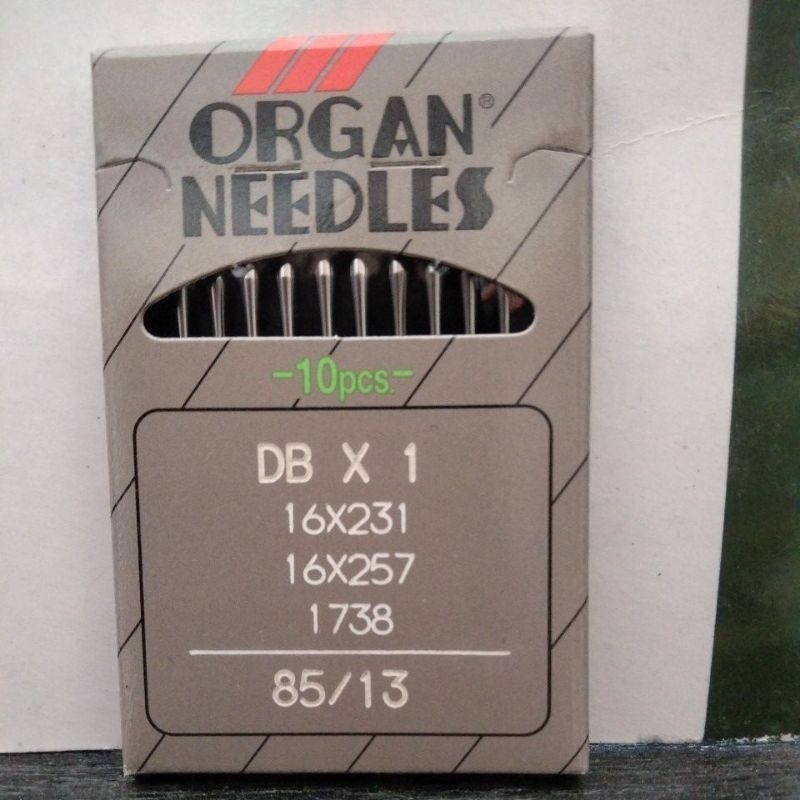 ORGAN®
NEEDLES
-10pcs.-
DB X 1
16X231
16X257
1738
85/13